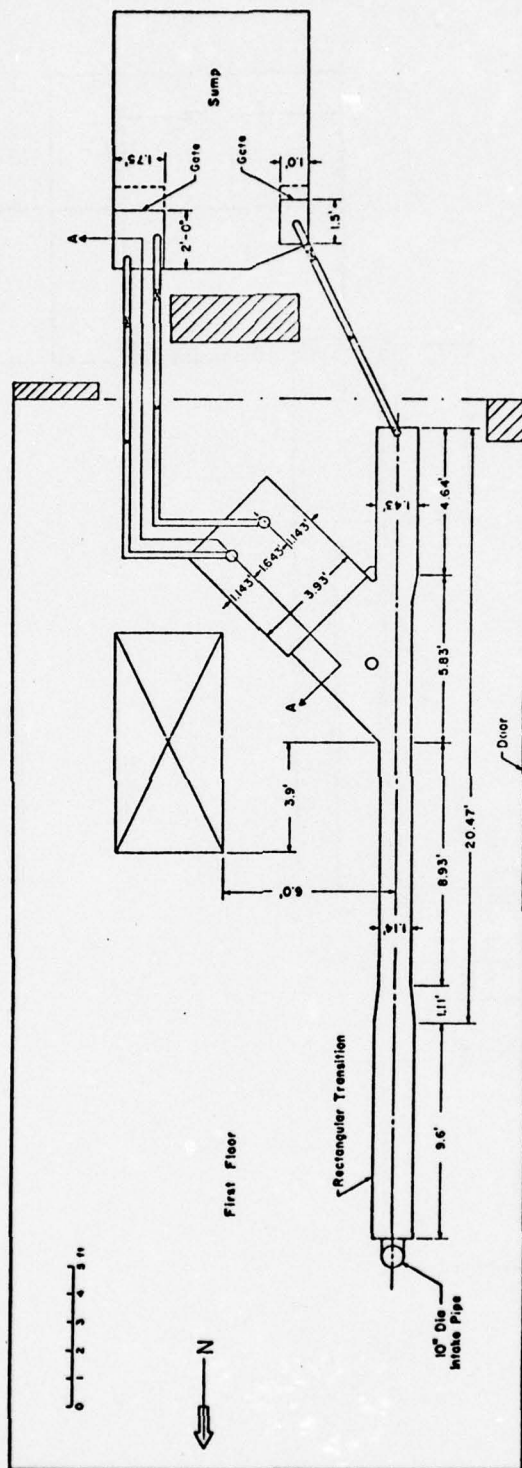 Sump
1.75'
Gate
Gate
1.0'
A
2'-0"
1.5'
1.143'
1.643'
1.143'
3.93'
1.43'
4.64'
A
5.83'
3.9'
6.0'
20.47'
8.93'
1.14'
1.11'
Door
Rectangular Transition
9.6'
First Floor
10" Dia
Intake Pipe
0 1 2 3 4 5 ft
N